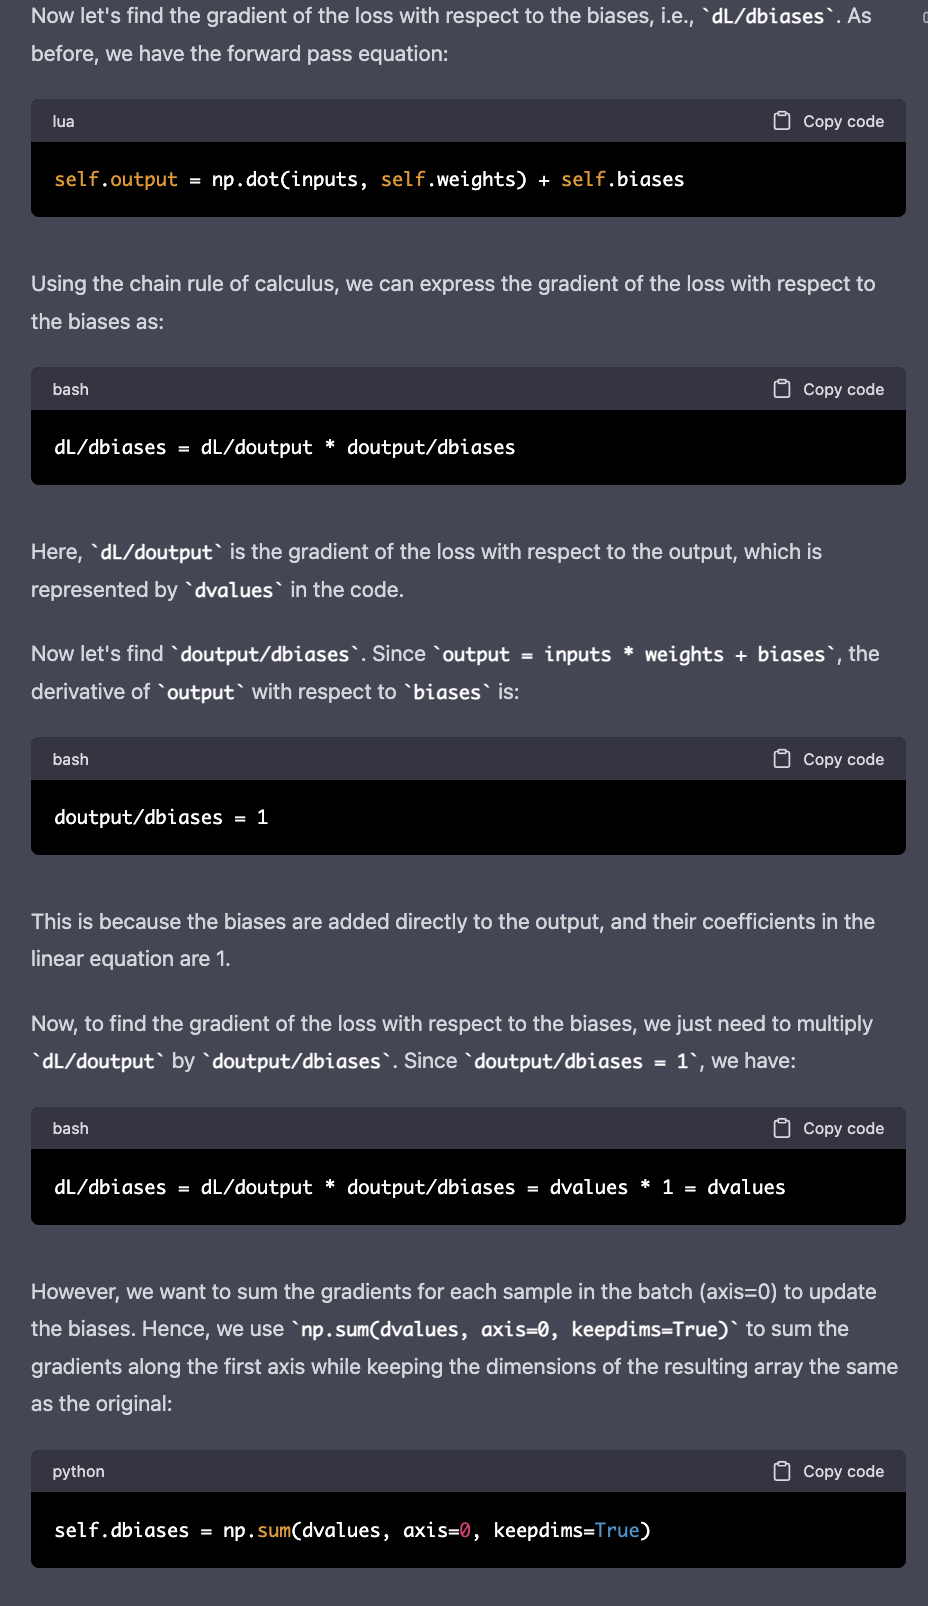 Now let's find the gradient of the loss with respect to the biases, i.e., `dL/dbiases`. As
before, we have the forward pass equation:
lua
Copy code
self.output = np.dot(inputs, self.weights) + self.biases
Using the chain rule of calculus, we can express the gradient of the loss with respect to
the biases as:
bash
Copy code
dL/dbiases = dL/doutput * doutput/dbiases
Here, `dL/doutput` is the gradient of the loss with respect to the output, which is
represented by `dvalues` in the code.
Now let's find `doutput/dbiases`. Since `output = inputs * weights + biases`, the
derivative of `output` with respect to `biases` is:
bash
Copy code
doutput/dbiases = 1
This is because the biases are added directly to the output, and their coefficients in the
linear equation are 1.
Now, to find the gradient of the loss with respect to the biases, we just need to multiply
`dL/doutput` by `doutput/dbiases`. Since `doutput/dbiases = 1`, we have:
bash
Copy code
dL/dbiases = dL/doutput * doutput/dbiases = dvalues * 1 = dvalues
However, we want to sum the gradients for each sample in the batch (axis=0) to update
the biases. Hence, we use `np.sum(dvalues, axis=0, keepdims=True)` to sum the
gradients along the first axis while keeping the dimensions of the resulting array the same
as the original:
python
Copy code
self.dbiases = np.sum(dvalues, axis=0, keepdims=True)